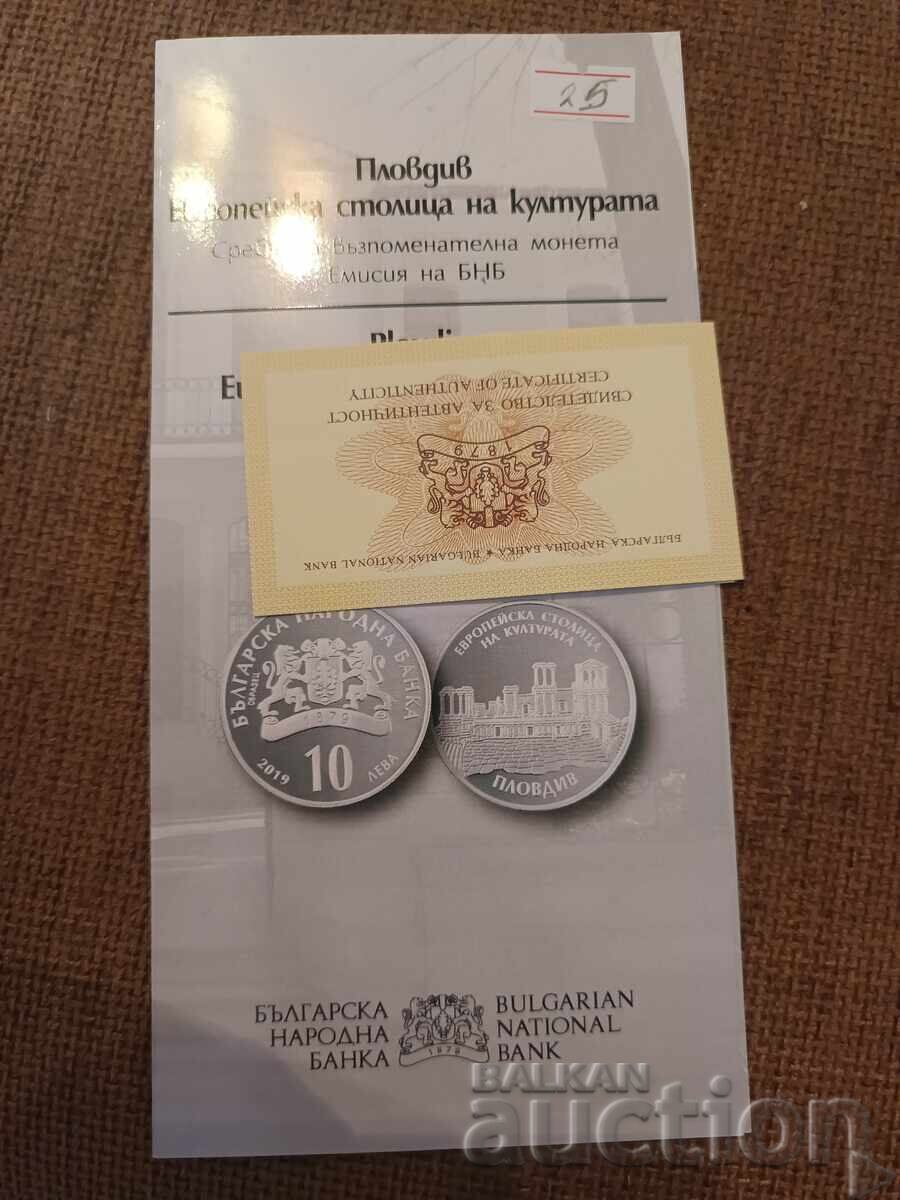 25
Пловдив
Европейска столица на културата
възпоменателна монета
Емисия на БНБ
СВИДЕТЕЛСТВО ЗА АВТЕНТИЧНОСТ
CERTIFICATE OF AUTHENTICITY
1879
БЪЛГАРСКА НАРОДНА БАНКА * BULGARIAN NATIONAL BANK
БЪЛГАРСКА НАРОДНА БАНКА
ОБРАЗЕЦ
1879
2019
10
ЛЕВА
ЕВРОПЕЙСКА СТОЛИЦА
НА КУЛТУРАТА
ПЛОВДИВ
БЪЛГАРСКА
НАРОДНА
БАНКА
1879
BULGARIAN
NATIONAL
BANK
BALKAN
auction